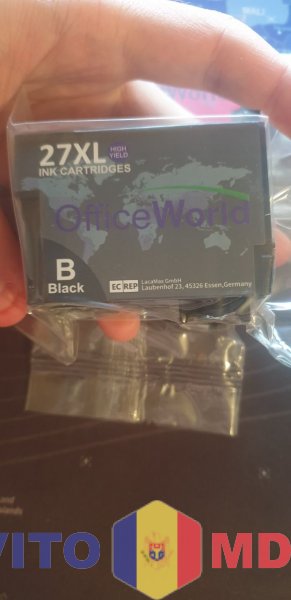 27XL HIGH YIELD
INK CARTRIDGES
OfficeWorld
B
Black
EC REP
LacaMax GmbH
Laubenhof 23, 45326 Essen,Germany
VITO MD